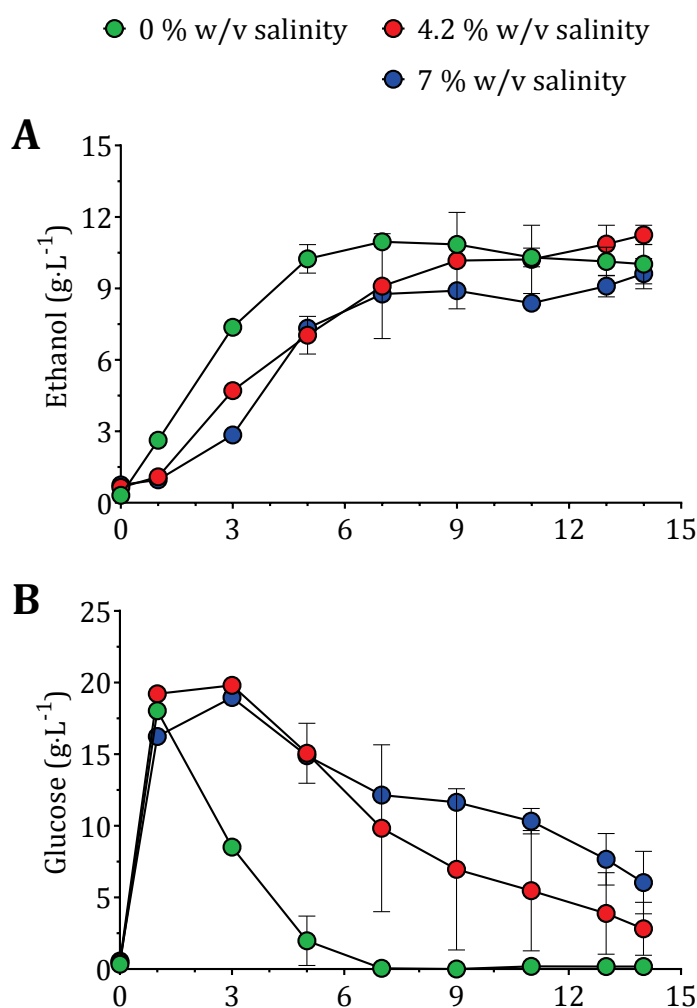 0 % w/v salinity 4.2 % w/v salinity
7 % w/v salinity
A
15
12
9
6
3
0
Ethanol (g·L⁻¹)
0 3 6 9 12 15
B
25
20
15
10
5
0
Glucose (g·L⁻¹)
0 3 6 9 12 15